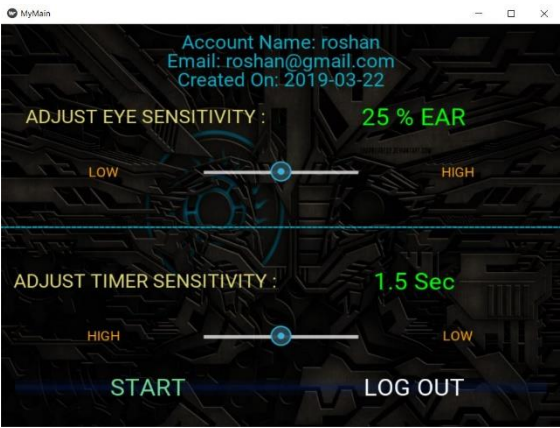 MyMain
Account Name: roshan
Email: roshan@gmail.com
Created On: 2019-03-22
ADJUST EYE SENSITIVITY : 25 % EAR
LOW HIGH
ADJUST TIMER SENSITIVITY : 1.5 Sec
HIGH LOW
START LOG OUT